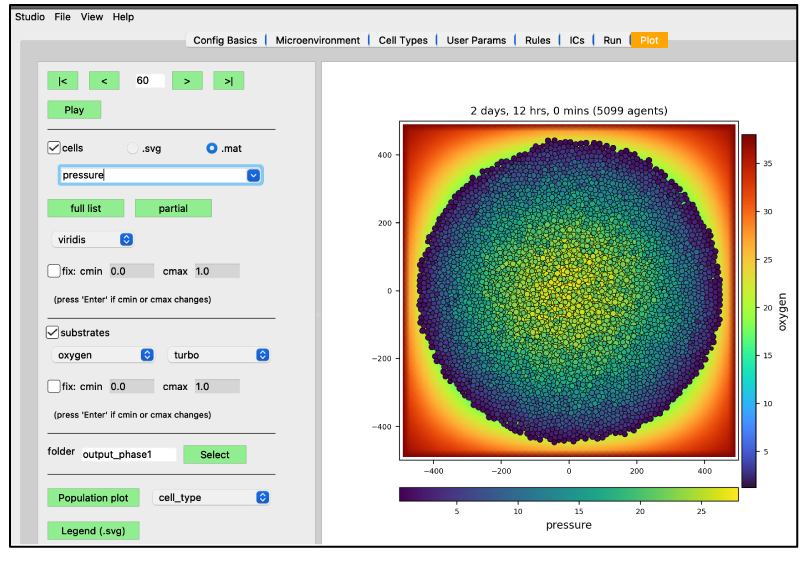 Studio File View Help
Config Basics Microenvironment Cell Types User Params Rules ICs Run Plot
|< < 60 > >|
Play
cells .svg .mat
pressure
full list partial
viridis
fix: cmin 0.0 cmax 1.0
(press 'Enter' if cmin or cmax changes)
substrates
oxygen turbo
fix: cmin 0.0 cmax 1.0
(press 'Enter' if cmin or cmax changes)
folder output_phase1 Select
Population plot cell_type
Legend (.svg)
2 days, 12 hrs, 0 mins (5099 agents)
400
200
0
−200
−400
−400 −200 0 200 400
35
30
25
20
15
10
5
oxygen
5 10 15 20 25
pressure